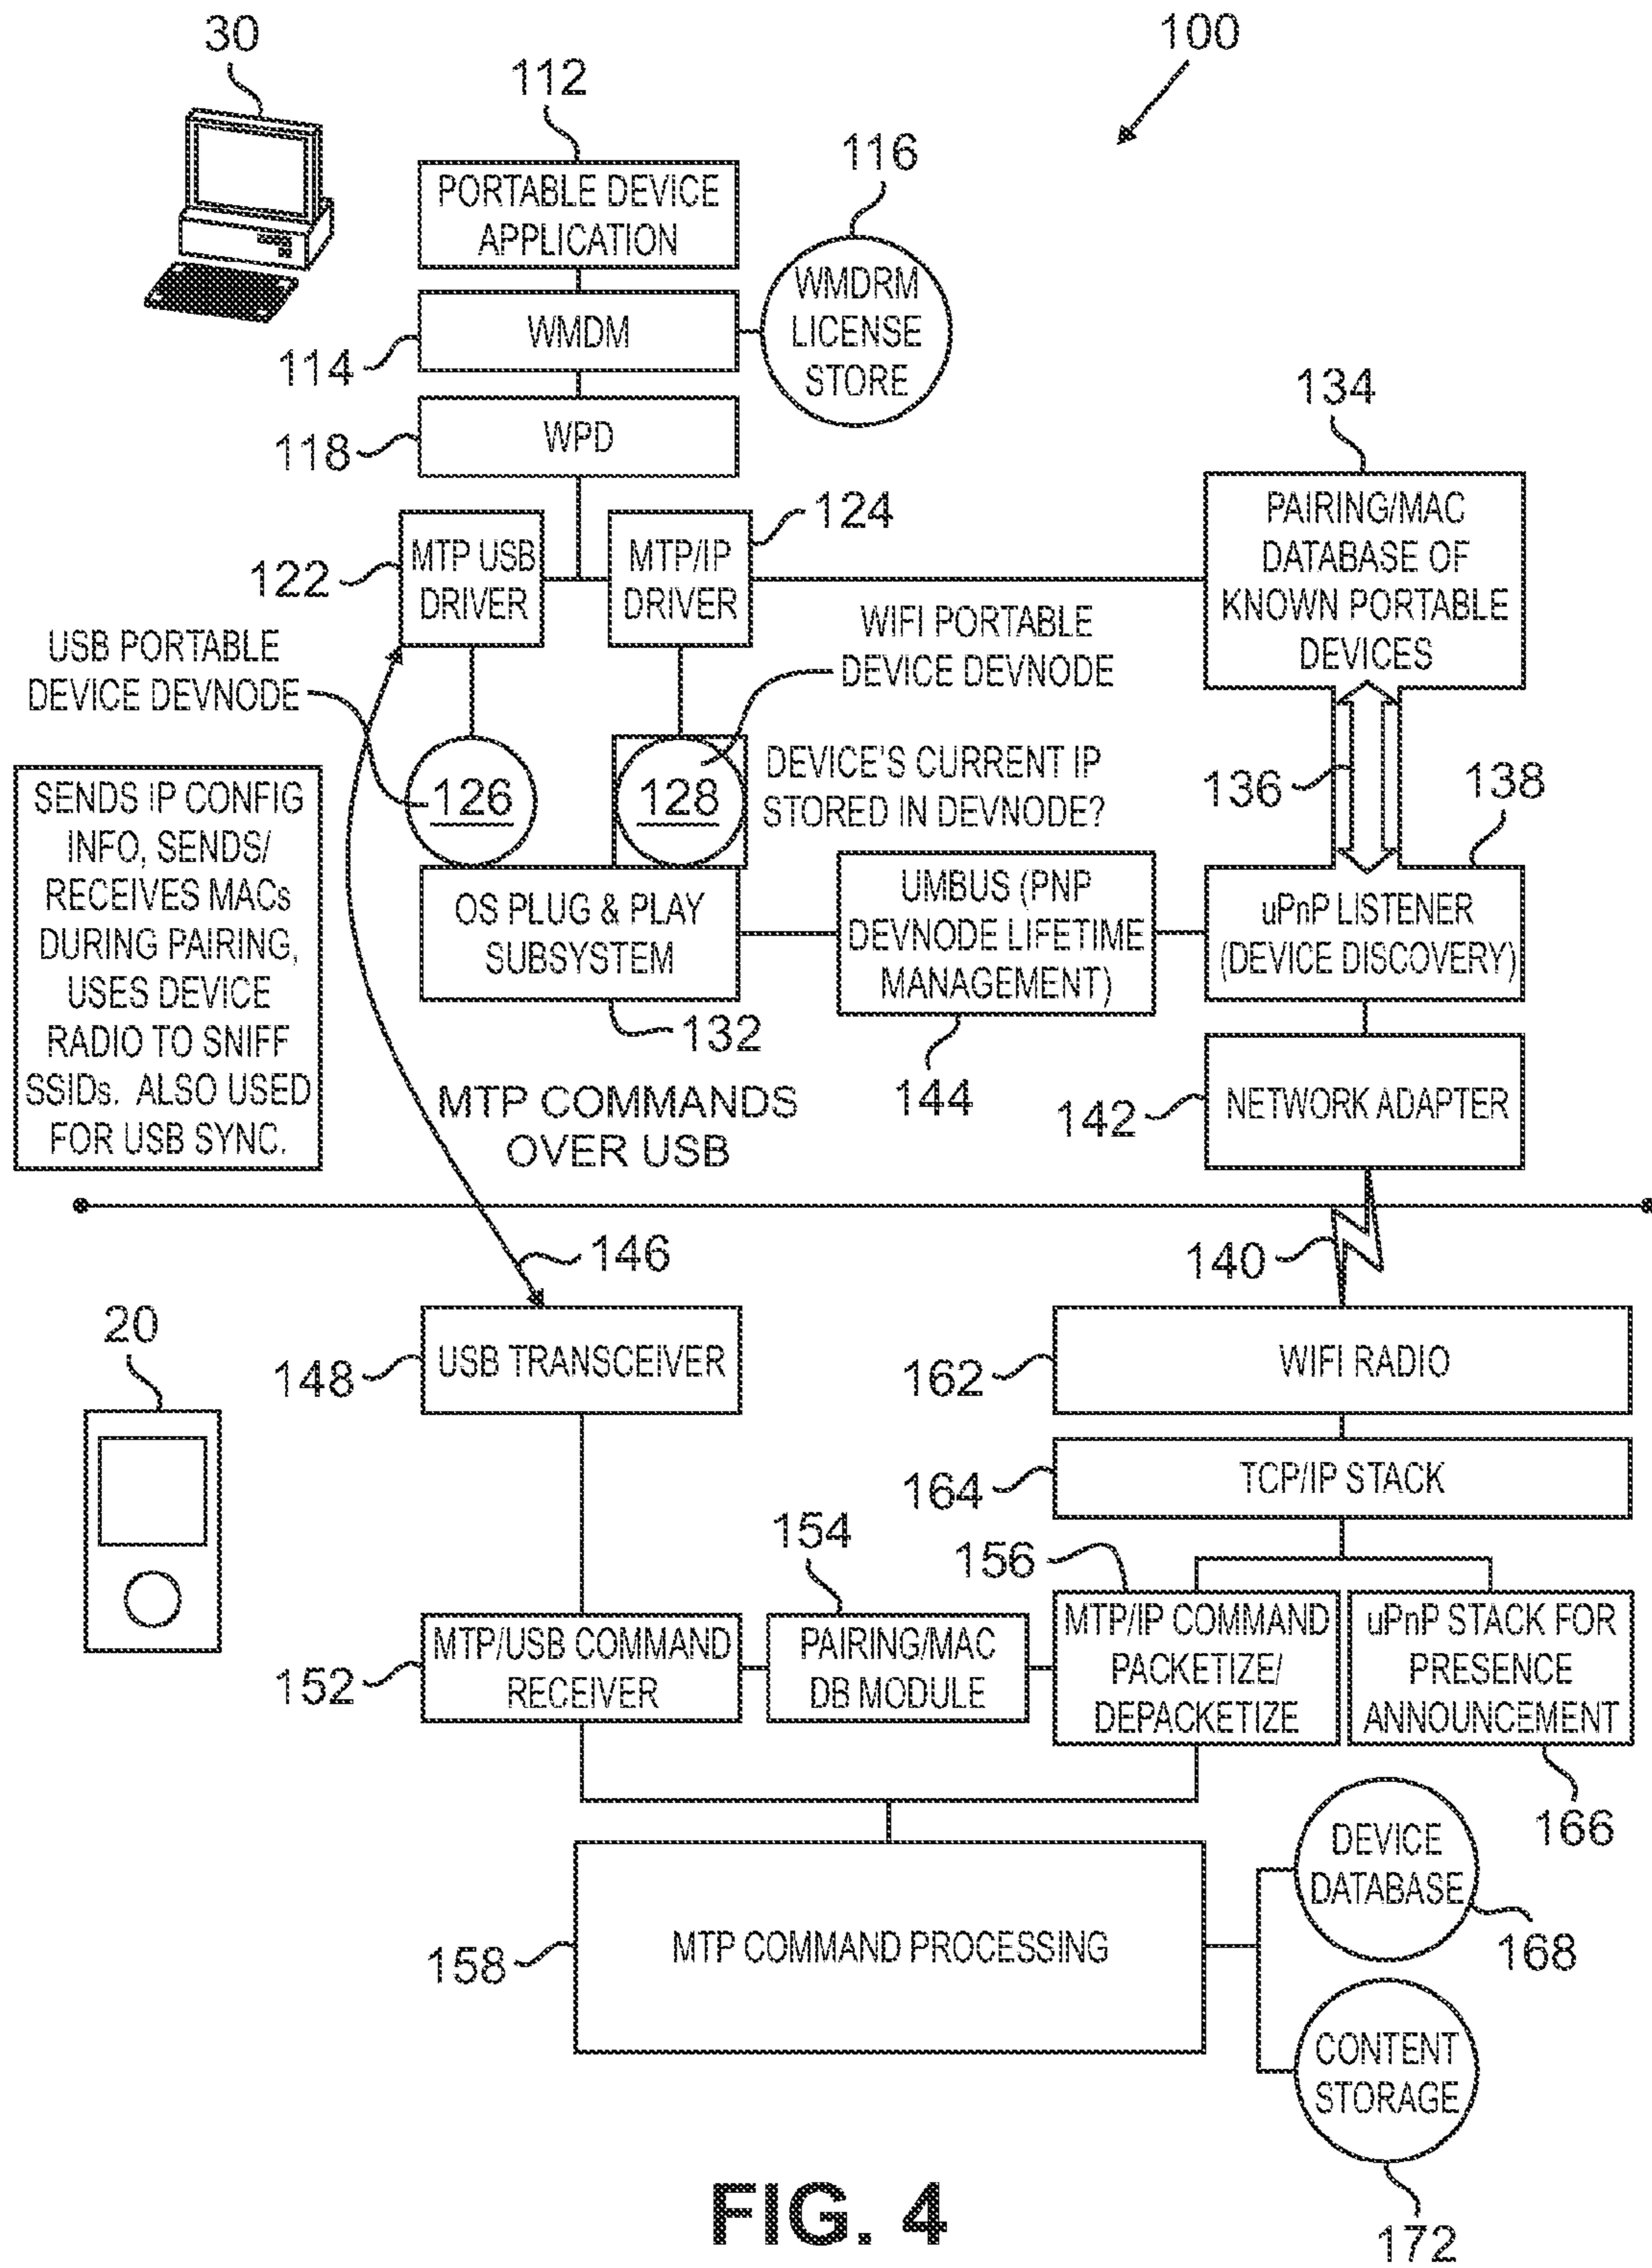 30
100
112
116
PORTABLE DEVICE
APPLICATION
WMDRM
LICENSE
STORE
WMDM
114
134
WPD
118
124
PAIRING/MAC
DATABASE OF
KNOWN PORTABLE
DEVICES
MTP USB
DRIVER
MTP/IP
DRIVER
122
USB PORTABLE
DEVICE DEVNODE
WIFI PORTABLE
DEVICE DEVNODE
126
128
DEVICE'S CURRENT IP
STORED IN DEVNODE?
136
138
SENDS IP CONFIG
INFO, SENDS/
RECEIVES MACs
DURING PAIRING,
USES DEVICE
RADIO TO SNIFF
SSIDs. ALSO USED
FOR USB SYNC.
OS PLUG & PLAY
SUBSYSTEM
UMBUS (PNP
DEVNODE LIFETIME
MANAGEMENT)
uPnP LISTENER
(DEVICE DISCOVERY)
132
144
142
NETWORK ADAPTER
MTP COMMANDS
OVER USB
146
140
20
148
USB TRANSCEIVER
162
WIFI RADIO
164
TCP/IP STACK
154
156
152
MTP/USB COMMAND
RECEIVER
PAIRING/MAC
DB MODULE
MTP/IP COMMAND
PACKETIZE/
DEPACKETIZE
uPnP STACK FOR
PRESENCE
ANNOUNCEMENT
166
DEVICE
DATABASE
168
158
MTP COMMAND PROCESSING
CONTENT
STORAGE
172
FIG. 4